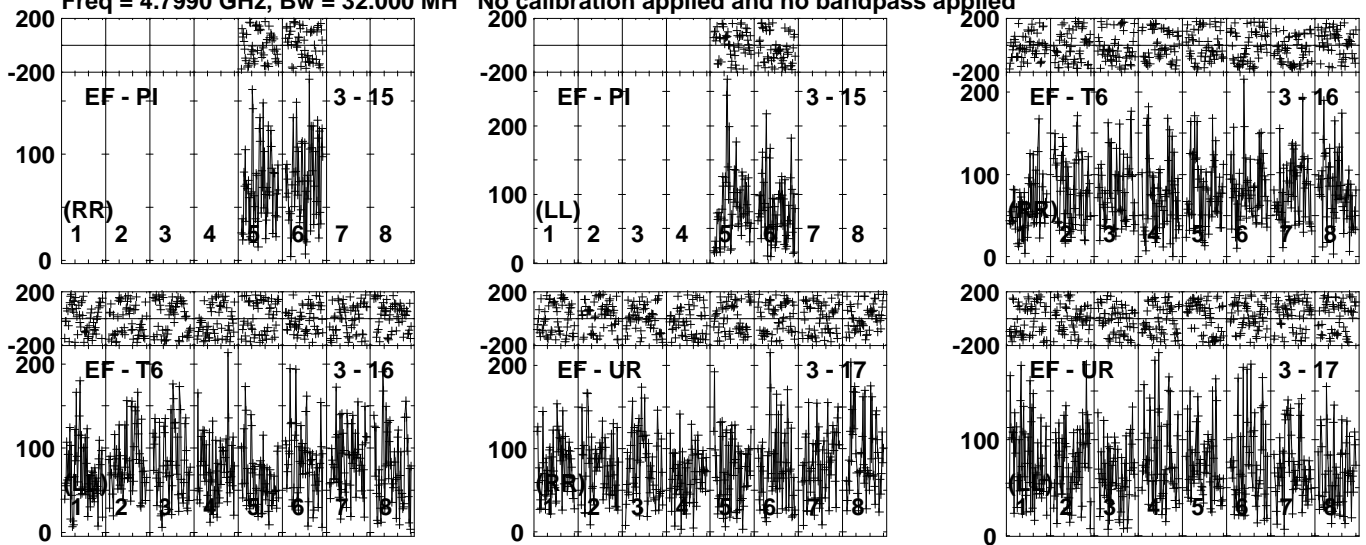 Freq = 4.7990 GHz, Bw = 32.000 MH No calibration applied and no bandpass applied
200
-200
EF - PI 3 - 15
100
(RR)
0
1 2 3 4 5 6 7 8
200
-200
EF - PI 3 - 15
200
100
(LL)
0
1 2 3 4 5 6 7 8
200
-200
200
EF - T6 3 - 16
100
(RR)
0
1 2 3 4 5 6 7 8
200
-200
200
EF - T6 3 - 16
100
(LL)
0
1 2 3 4 5 6 7 8
200
-200
200
EF - UR 3 - 17
100
(RR)
0
1 2 3 4 5 6 7 8
200
-200
EF - UR 3 - 17
100
(LL)
0
1 2 3 4 5 6 7 8